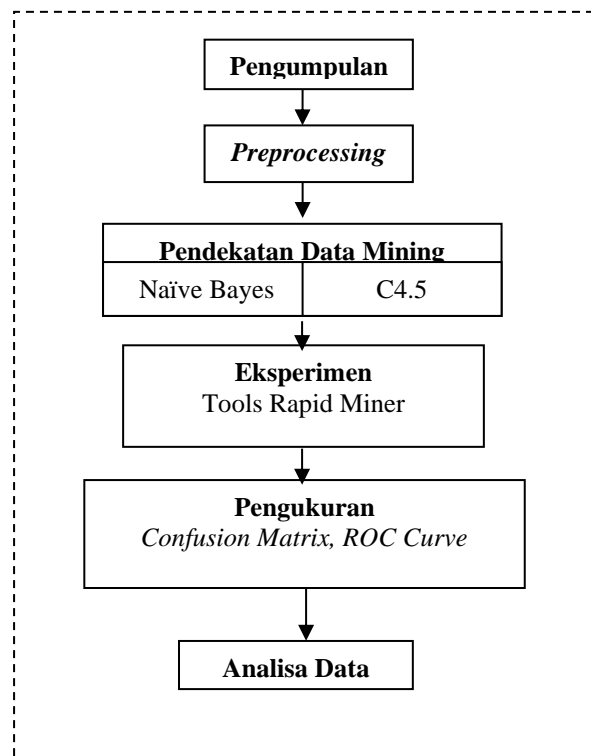 Pengumpulan
Preprocessing
Pendekatan Data Mining
Naïve Bayes
C4.5
Eksperimen
Tools Rapid Miner
Pengukuran
Confusion Matrix, ROC Curve
Analisa Data